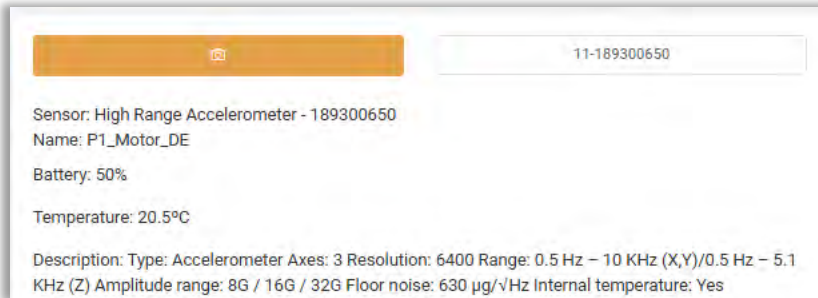 11-189300650
Sensor: High Range Accelerometer - 189300650
Name: P1_Motor_DE
Battery: 50%
Temperature: 20.5ºC
Description: Type: Accelerometer Axes: 3 Resolution: 6400 Range: 0.5 Hz – 10 KHz (X,Y)/0.5 Hz – 5.1
KHz (Z) Amplitude range: 8G / 16G / 32G Floor noise: 630 μg/√Hz Internal temperature: Yes